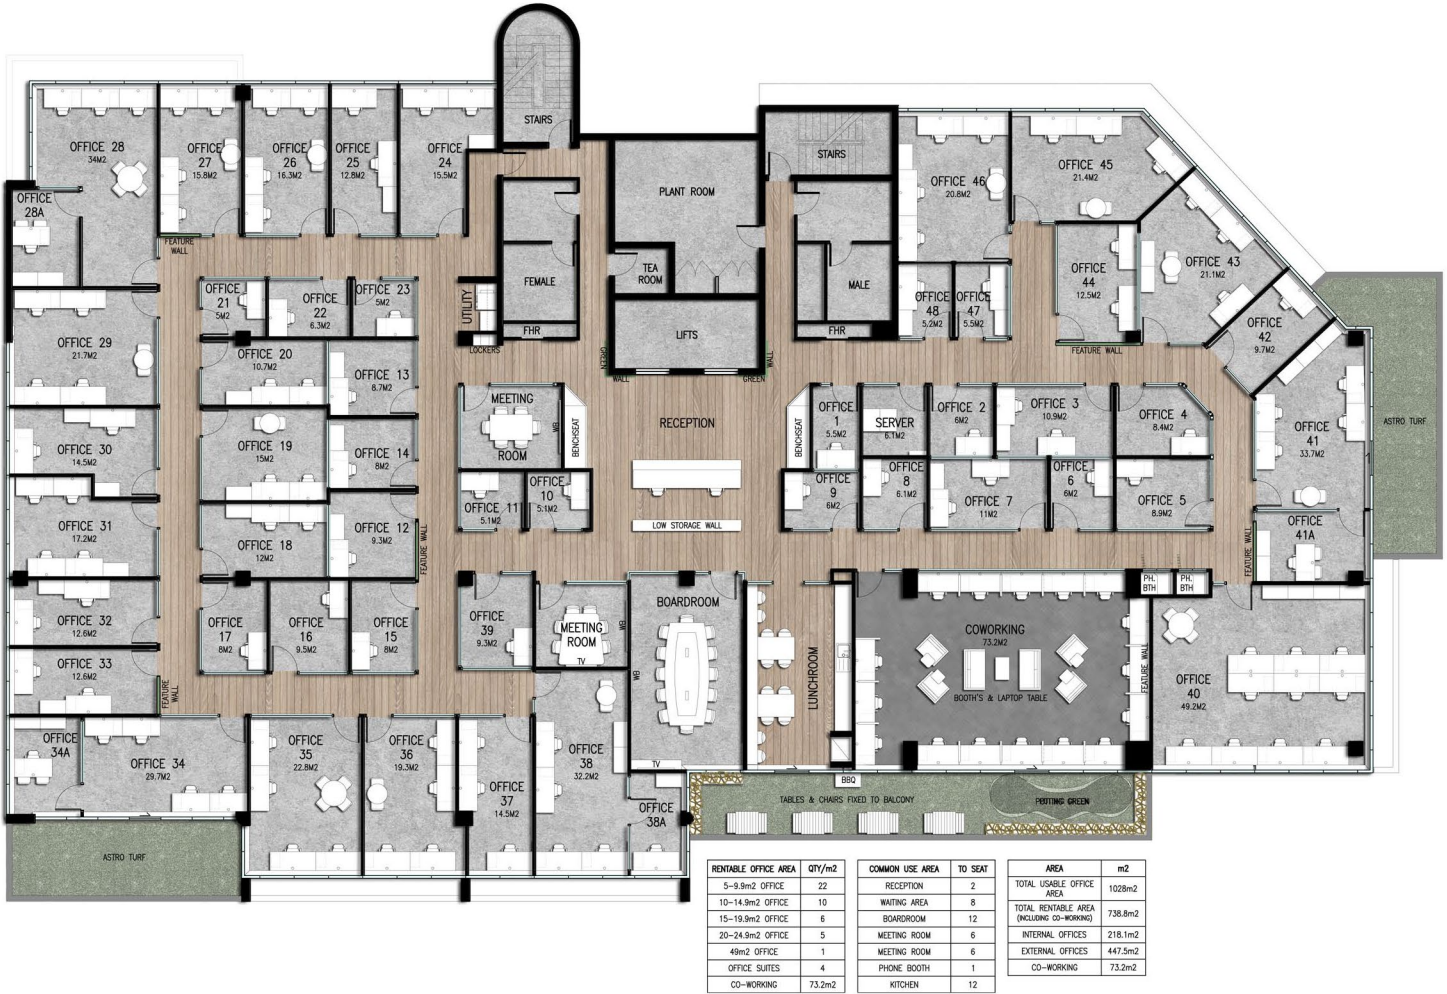 STAIRS
OFFICE 28
34M2
OFFICE
27
15.8M2
OFFICE
26
16.3M2
OFFICE
25
12.8M2
OFFICE
24
15.5M2
OFFICE
28A
FEATURE
WALL
PLANT ROOM
STAIRS
OFFICE 46
20.8M2
OFFICE 45
21.4M2
OFFICE 43
21.1M2
OFFICE
44
12.5M2
OFFICE
42
9.7M2
OFFICE
21
5M2
OFFICE
22
6.3M2
OFFICE 23
5M2
UTILITY
LOCKERS
FEMALE
FHR
TEA
ROOM
LIFTS
MALE
FHR
OFFICE
48
5.2M2
OFFICE
47
5.5M2
FEATURE WALL
GREEN
WALL
GREEN
WALL
OFFICE 29
21.7M2
OFFICE 20
10.7M2
OFFICE 13
8.7M2
OFFICE 30
14.5M2
OFFICE 19
15M2
OFFICE 14
8M2
MEETING
ROOM
WB
BENCHSEAT
RECEPTION
BENCHSEAT
OFFICE
1
5.5M2
SERVER
6.1M2
OFFICE 2
6M2
OFFICE 3
10.9M2
OFFICE 4
8.4M2
OFFICE
41
33.7M2
ASTRO TURF
OFFICE 31
17.2M2
OFFICE 18
12M2
OFFICE 12
9.3M2
FEATURE WALL
OFFICE 11
5.1M2
OFFICE
10
5.1M2
LOW STORAGE WALL
OFFICE
9
6M2
OFFICE
8
6.1M2
OFFICE 7
11M2
OFFICE
6
6M2
OFFICE 5
8.9M2
FEATURE WALL
OFFICE
41A
OFFICE 32
12.6M2
OFFICE
17
8M2
OFFICE
16
9.5M2
OFFICE
15
8M2
OFFICE
39
9.3M2
MEETING
ROOM
TV
WB
BOARDROOM
WB
TV
LUNCHROOM
COWORKING
73.2M2
BOOTH'S & LAPTOP TABLE
FEATURE WALL
PH.
BTH
PH.
BTH
OFFICE
40
49.2M2
OFFICE 33
12.6M2
FEATURE
WALL
OFFICE
34A
OFFICE 34
29.7M2
OFFICE
35
22.8M2
OFFICE
36
19.3M2
OFFICE
37
14.5M2
OFFICE
38
32.2M2
OFFICE
38A
BBQ
TABLES & CHAIRS FIXED TO BALCONY
PUTTING GREEN
ASTRO TURF
RENTABLE OFFICE AREA QTY/m2
5-9.9m2 OFFICE 22
10-14.9m2 OFFICE 10
15-19.9m2 OFFICE 6
20-24.9m2 OFFICE 5
49m2 OFFICE 1
OFFICE SUITES 4
CO-WORKING 73.2m2
COMMON USE AREA TO SEAT
RECEPTION 2
WAITING AREA 8
BOARDROOM 12
MEETING ROOM 6
MEETING ROOM 6
PHONE BOOTH 1
KITCHEN 12
AREA m2
TOTAL USABLE OFFICE
AREA 1028m2
TOTAL RENTABLE AREA
(INCLUDING CO-WORKING) 738.8m2
INTERNAL OFFICES 218.1m2
EXTERNAL OFFICES 447.5m2
CO-WORKING 73.2m2